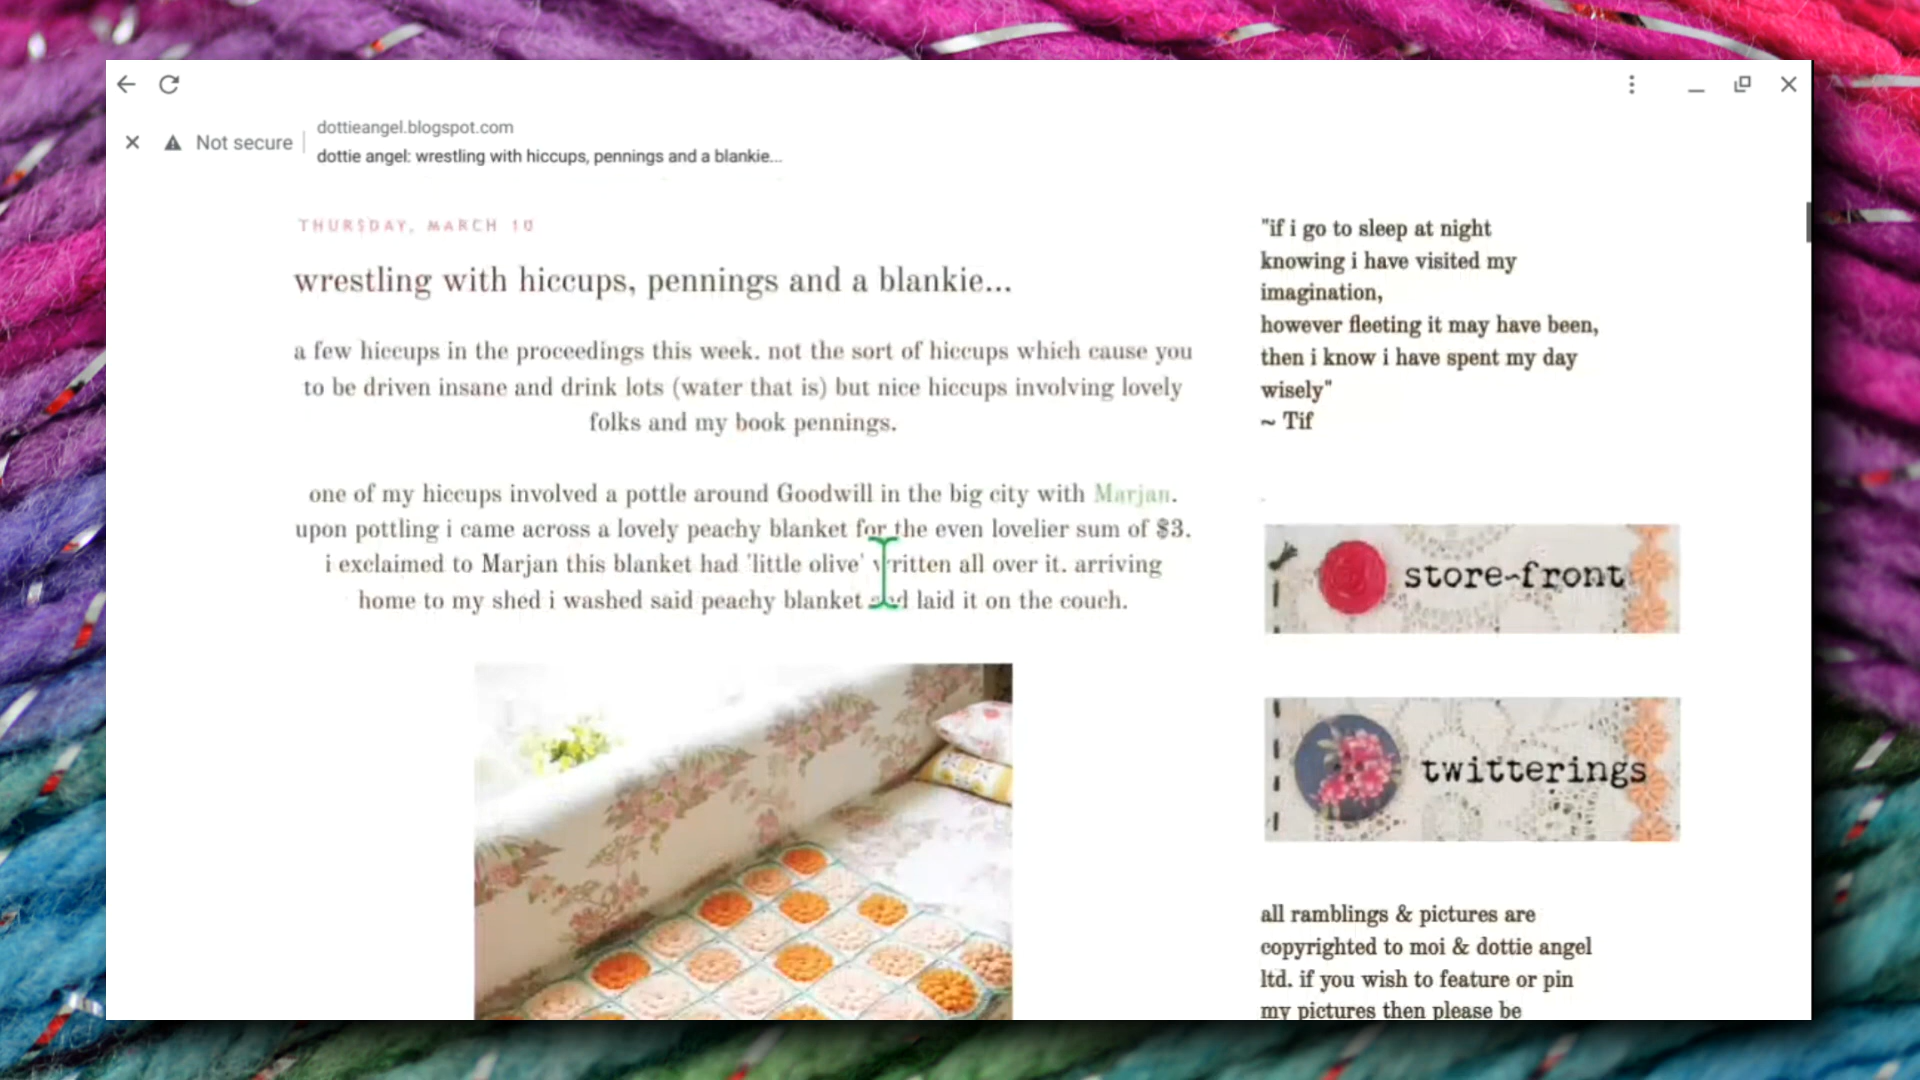 dottieangel.blogspot.com
Not secure
dottie angel: wrestling with hiccups, pennings and a blankie...
THURSDAY, MARCH 10
wrestling with hiccups, pennings and a blankie...
a few hiccups in the proceedings this week. not the sort of hiccups which cause you
to be driven insane and drink lots (water that is) but nice hiccups involving lovely
folks and my book pennings.
one of my hiccups involved a pottle around Goodwill in the big city with Marjan.
upon pottling i came across a lovely peachy blanket for the even lovelier sum of $3.
i exclaimed to Marjan this blanket had 'little olive' written all over it. arriving
home to my shed i washed said peachy blanket and laid it on the couch.
"if i go to sleep at night
knowing i have visited my
imagination,
however fleeting it may have been,
then i know i have spent my day
wisely"
~ Tif
store-front
twitterings
all ramblings & pictures are
copyrighted to moi & dottie angel
ltd. if you wish to feature or pin
my pictures then please be